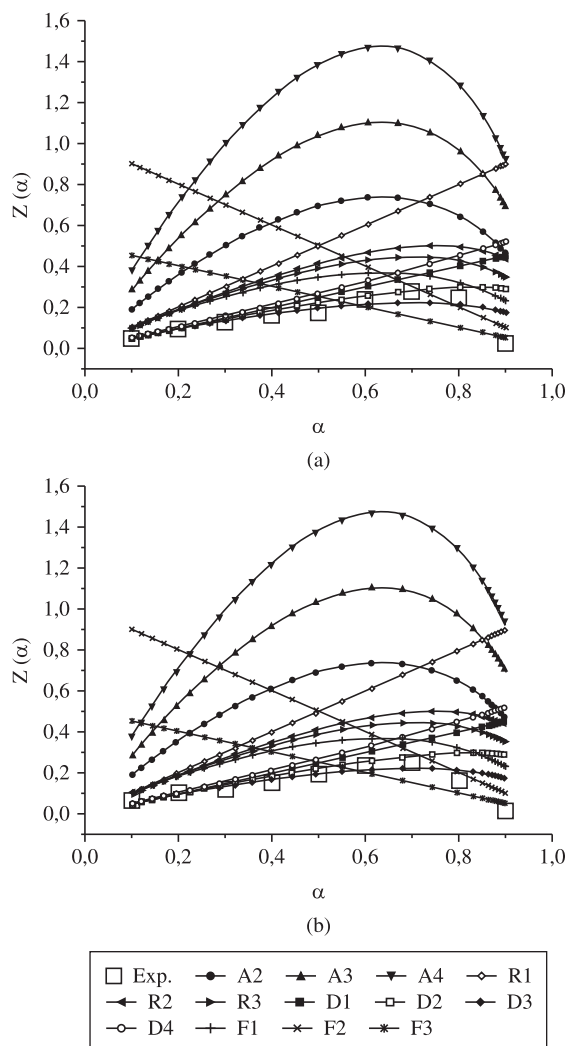 1,6
1,4
1,2
1,0
0,8
0,6
0,4
0,2
0,0
Z (α)
0,0 0,2 0,4 0,6 0,8 1,0
α
(a)
1,6
1,4
1,2
1,0
0,8
0,6
0,4
0,2
0,0
Z (α)
0,0 0,2 0,4 0,6 0,8 1,0
α
(b)
Exp. A2 A3 A4 R1
R2 R3 D1 D2 D3
D4 F1 F2 F3